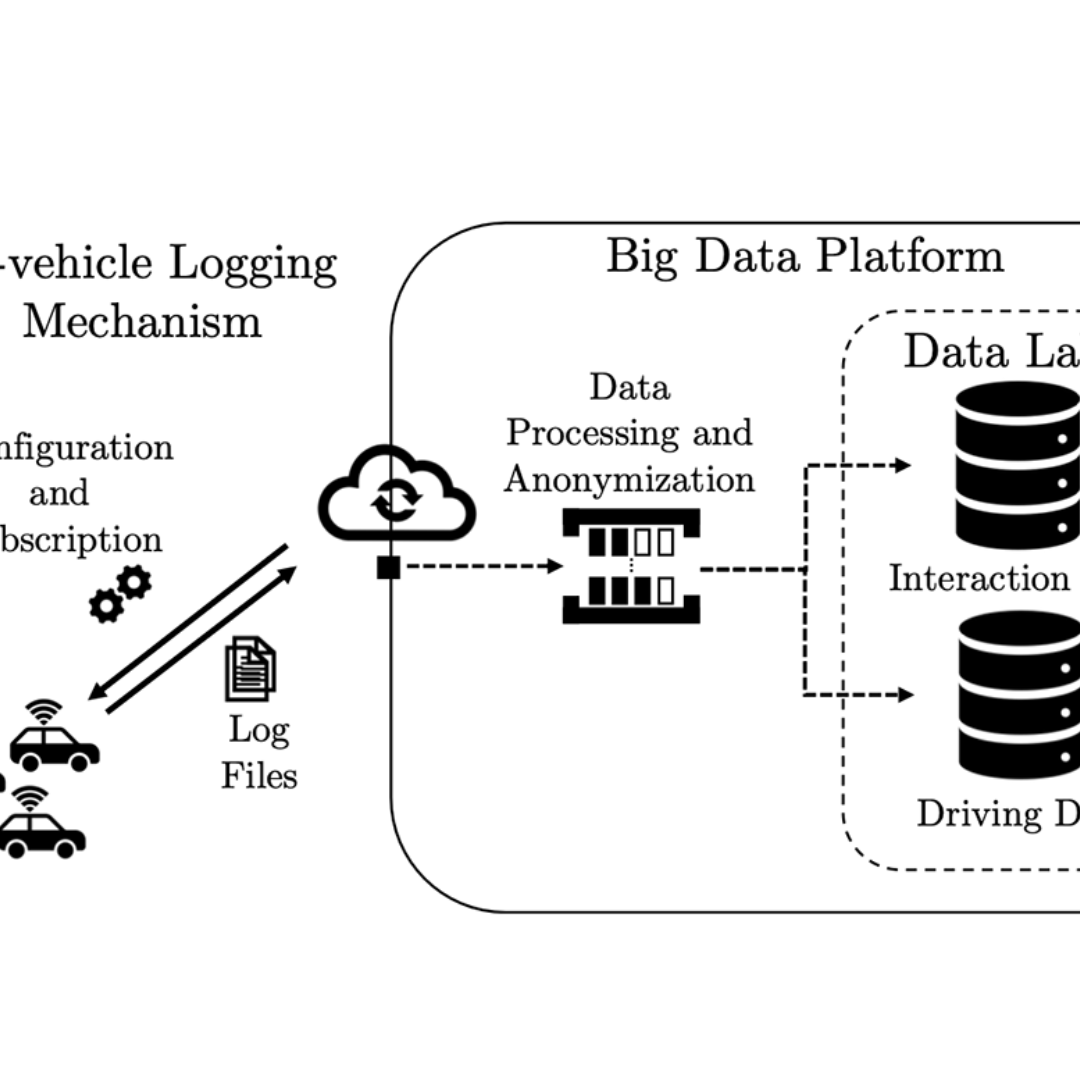 -vehicle Logging
Mechanism
nfiguration
and
bscription
Log
Files
Big Data Platform
Data
Processing and
Anonymization
Data La
Interaction
Driving D